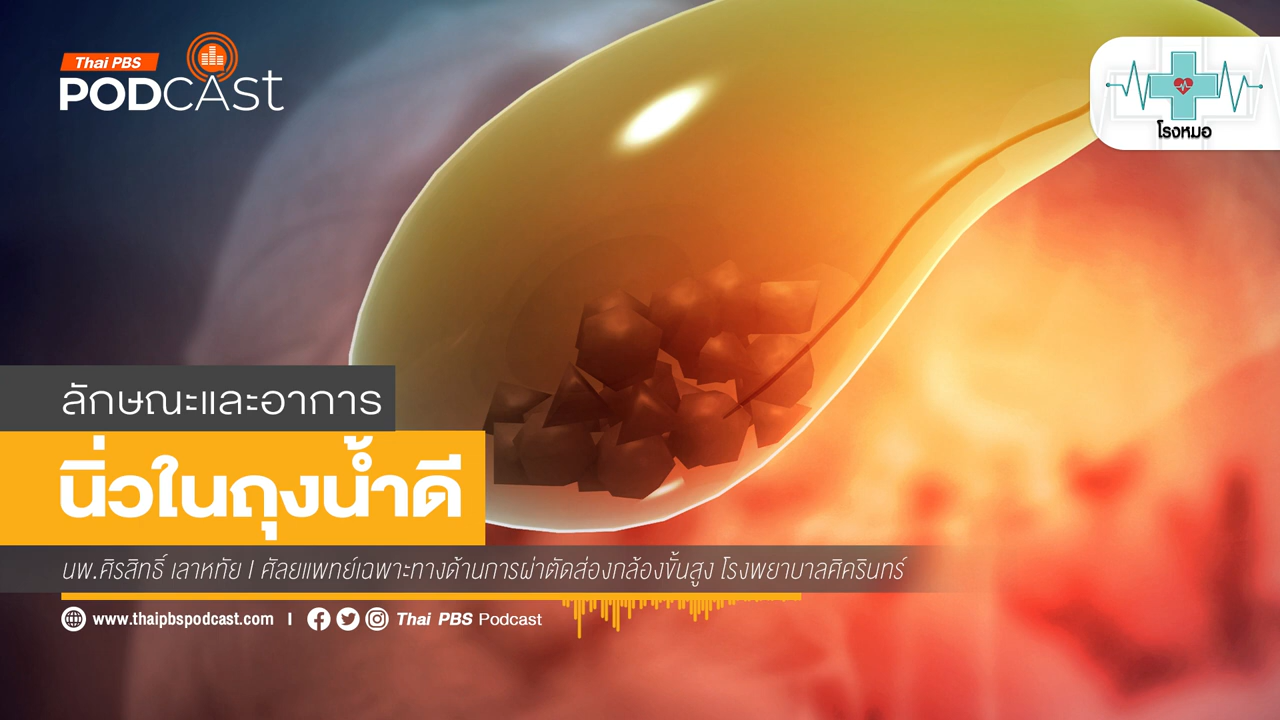 Thai PBS
PODCAST
โรงหมอ
ลักษณะและอาการ
นิ่วในถุงน้ำดี
นพ.ศิรสิทธิ์ เลาหทัย | ศัลยแพทย์เฉพาะทางด้านการผ่าตัดส่องกล้องขั้นสูง โรงพยาบาลศิครินทร์
www.thaipbspodcast.com | Thai PBS Podcast